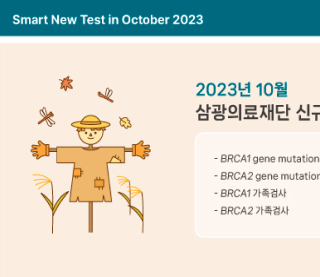 Smart New Test in October 2023
2023년 10월
삼광의료재단 신규
- BRCA1 gene mutation
- BRCA2 gene mutation
- BRCA1 가족검사
- BRCA2 가족검사